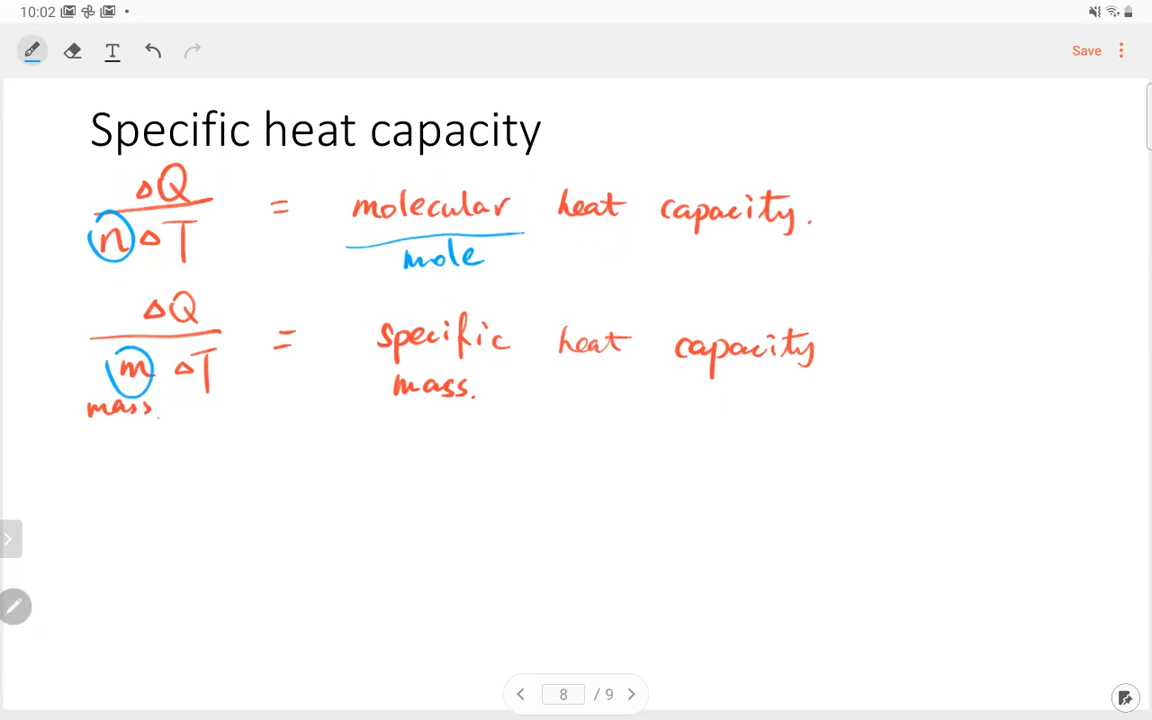 10:02
Save
Specific heat capacity
ΔQ
nΔT
= molecular heat capacity.
mole
ΔQ
m ΔT
= specific heat capacity
mass.
mass.
8 / 9